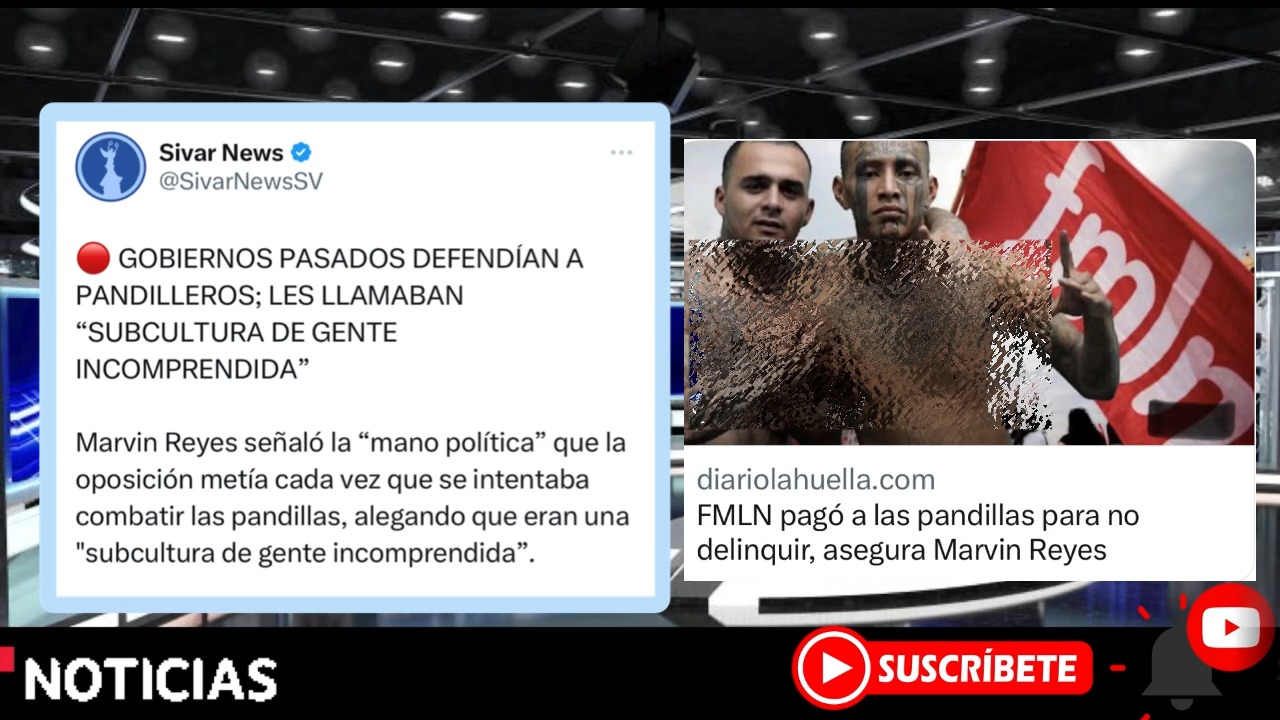 Sivar News
@SivarNewsSV
GOBIERNOS PASADOS DEFENDÍAN A
PANDILLEROS; LES LLAMABAN
“SUBCULTURA DE GENTE
INCOMPRENDIDA”
Marvin Reyes señaló la “mano política” que la
oposición metía cada vez que se intentaba
combatir las pandillas, alegando que eran una
"subcultura de gente incomprendida”.
fmln
diariolahuella.com
FMLN pagó a las pandillas para no
delinquir, asegura Marvin Reyes
NOTICIAS
SUSCRÍBETE